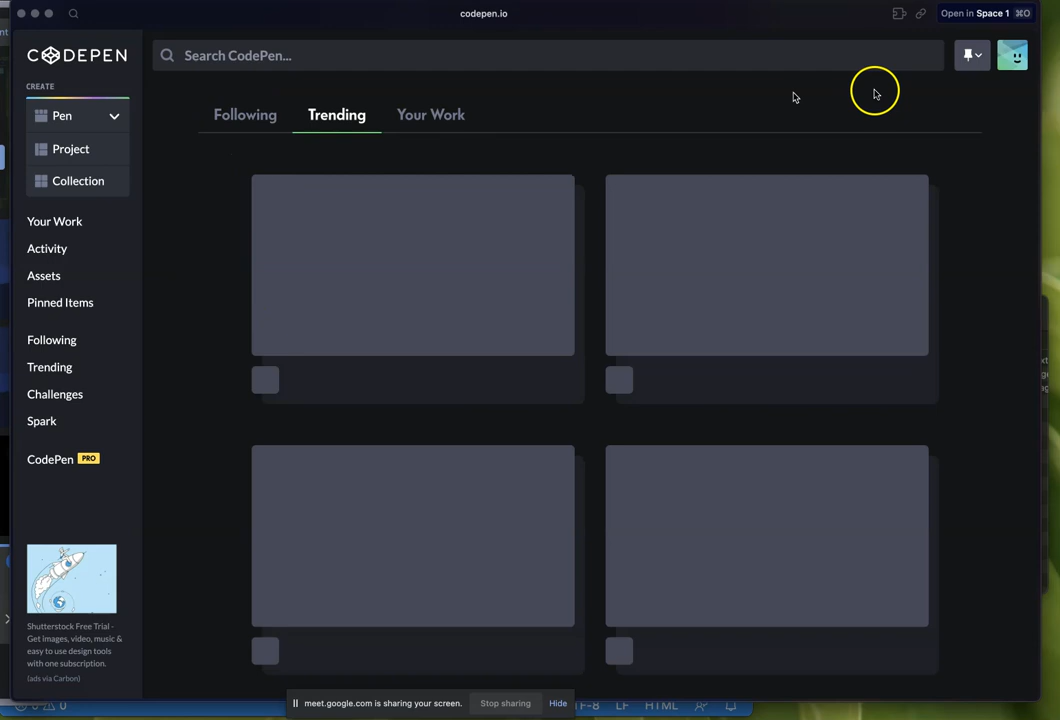 codepen.io
Open in Space 1 ⌘O
CODEPEN
Search CodePen...
CREATE
Pen
Project
Collection
Following
Trending
Your Work
Your Work
Activity
Assets
Pinned Items
Following
Trending
Challenges
Spark
CodePen PRO
Shutterstock Free Trial -
Get images, video, music &
easy to use design tools
with one subscription.
(ads via Carbon)
meet.google.com is sharing your screen.
Stop sharing
Hide
0 0
LF
HTML